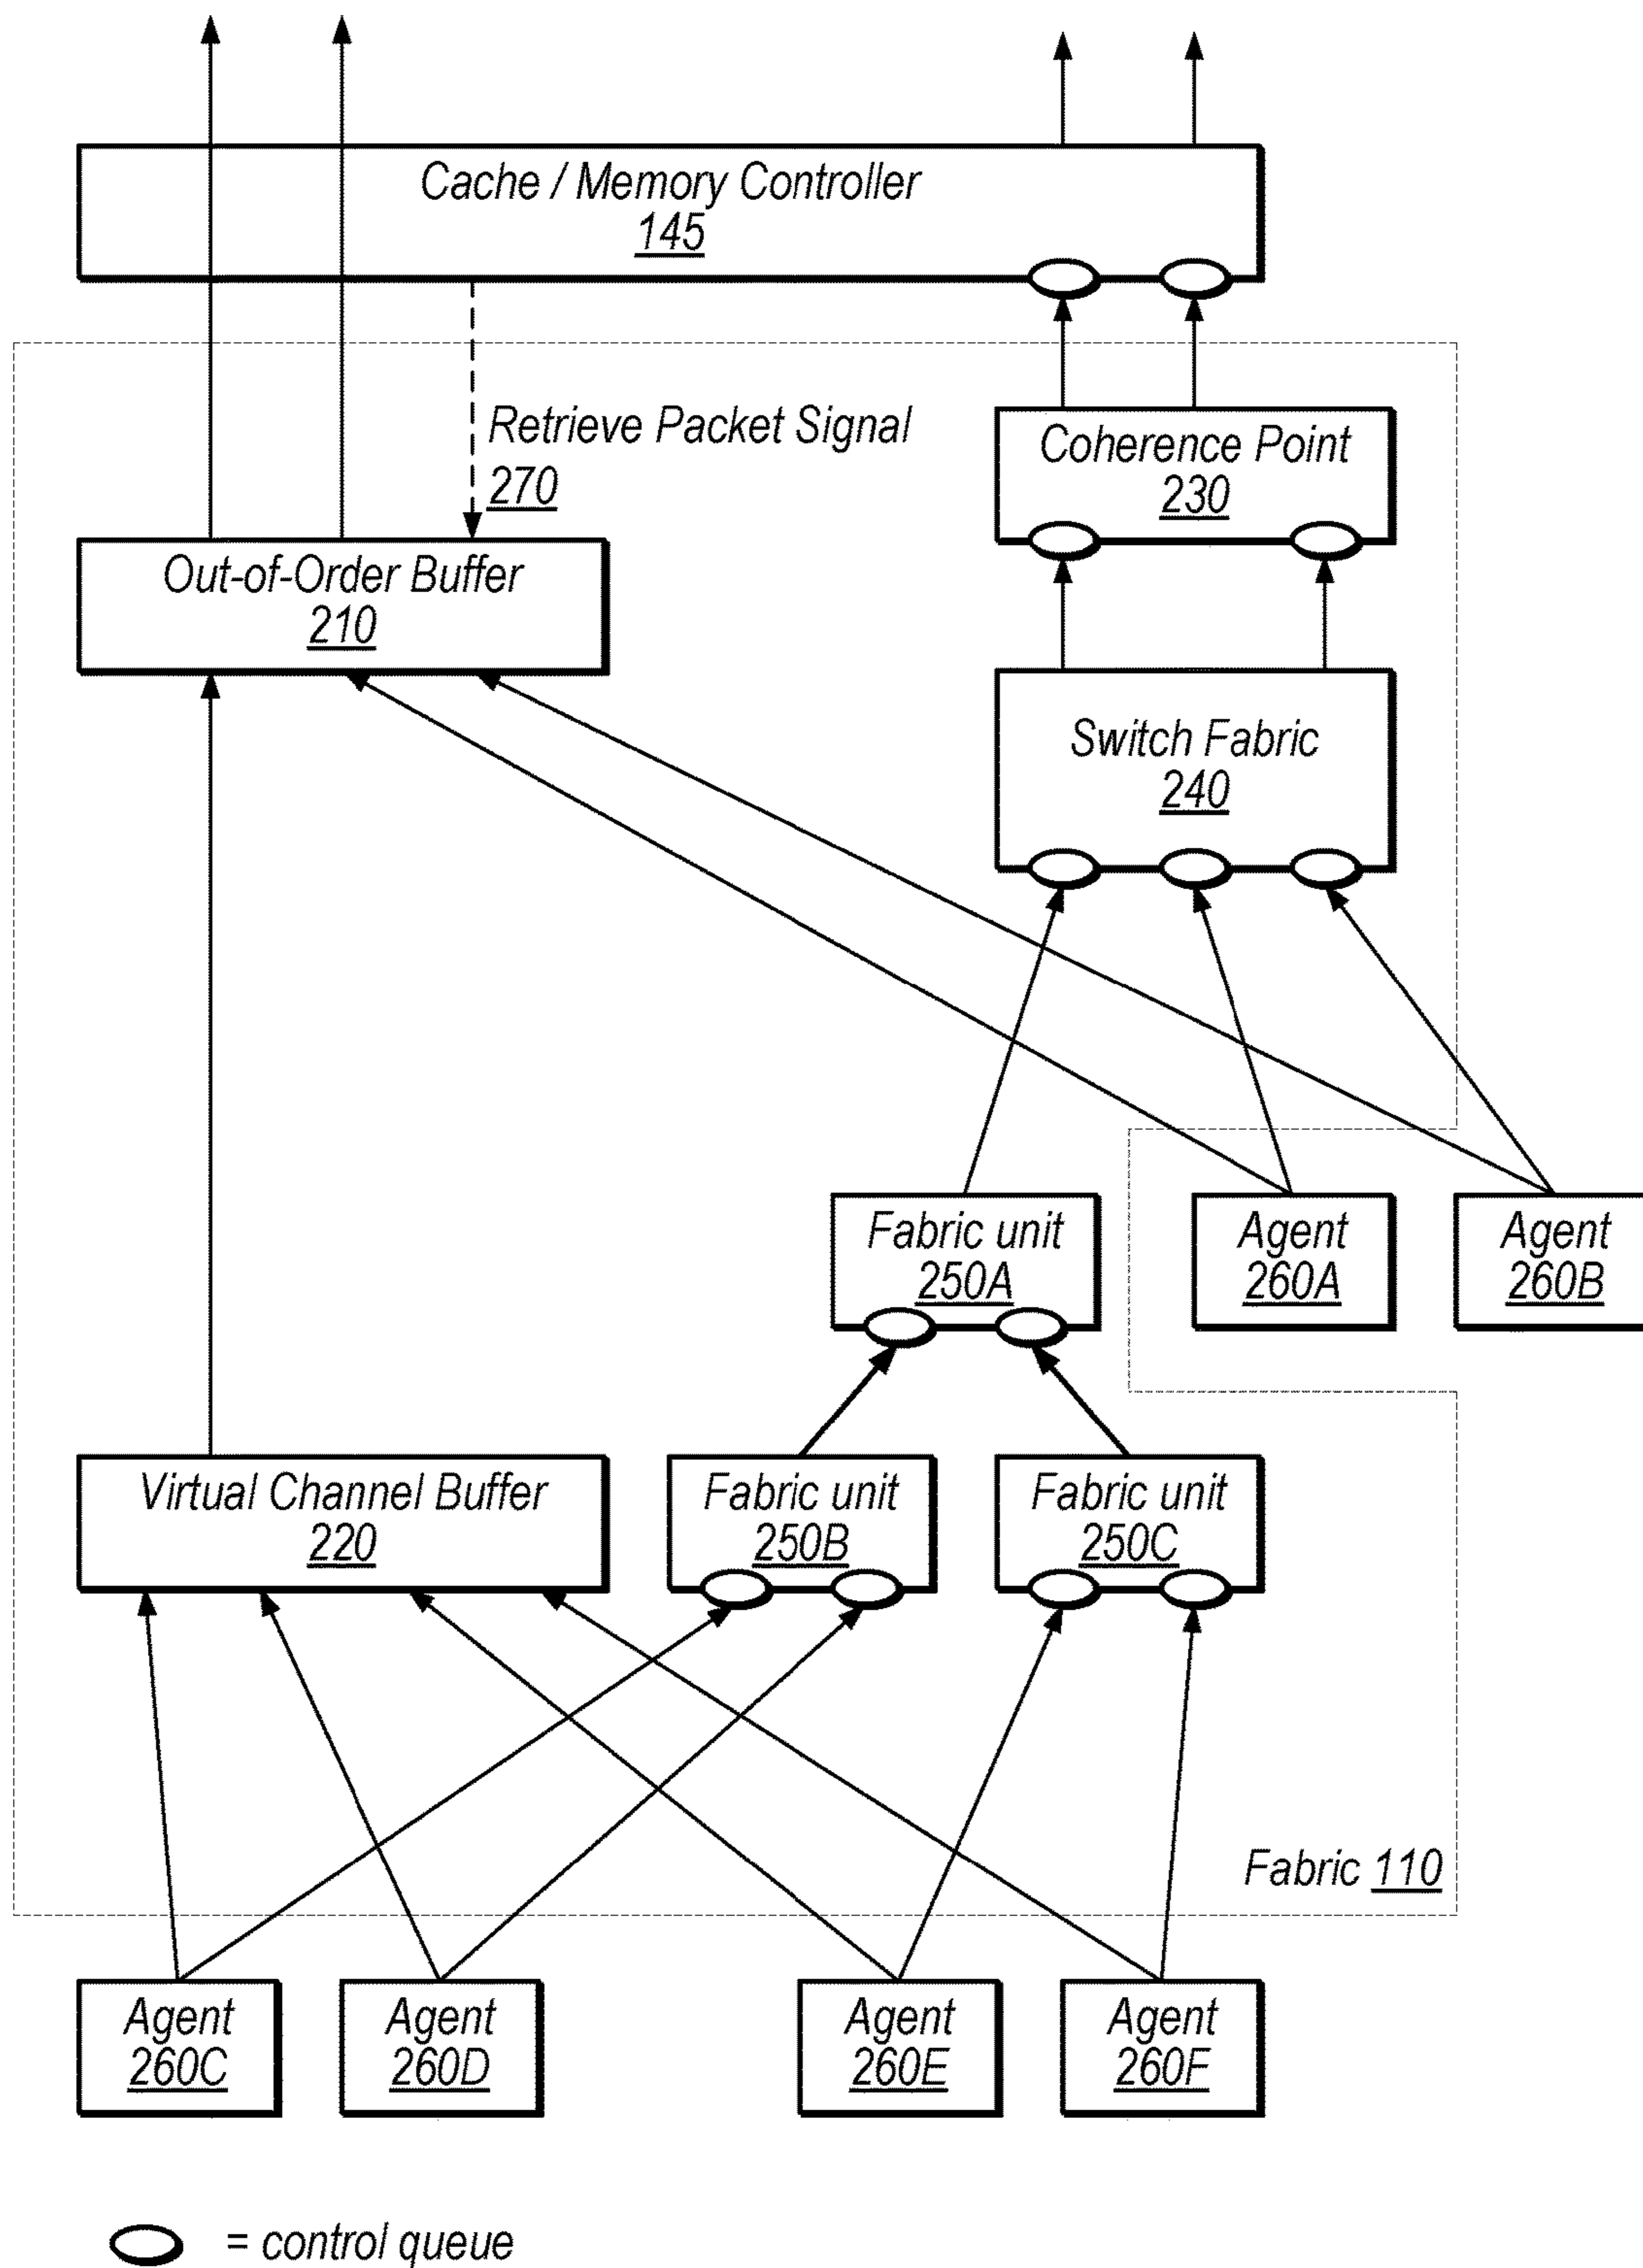 Cache / Memory Controller
145
Retrieve Packet Signal
270
Coherence Point
230
Out-of-Order Buffer
210
Switch Fabric
240
Fabric unit
250A
Agent
260A
Agent
260B
Virtual Channel Buffer
220
Fabric unit
250B
Fabric unit
250C
Fabric 110
Agent
260C
Agent
260D
Agent
260E
Agent
260F
= control queue